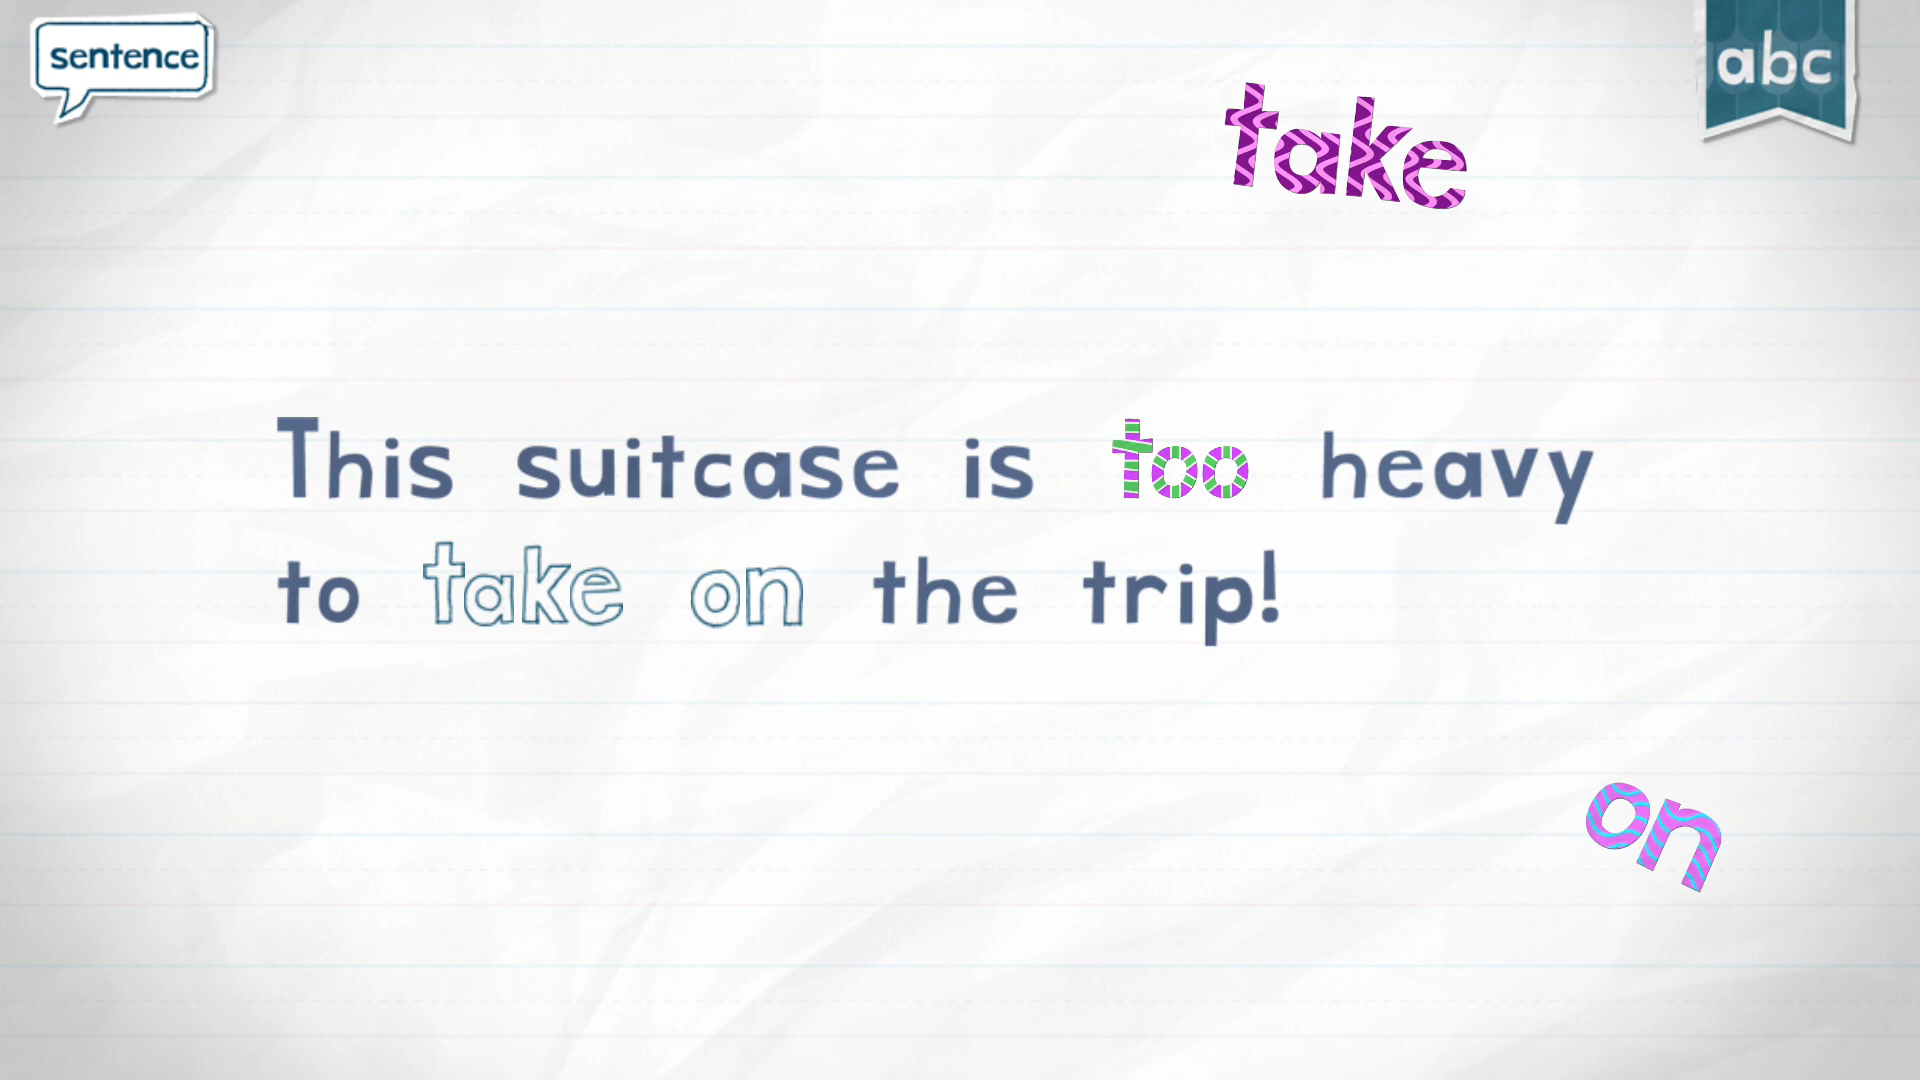 sentence
abc
take
This suitcase is too heavy
to take on the trip!
on